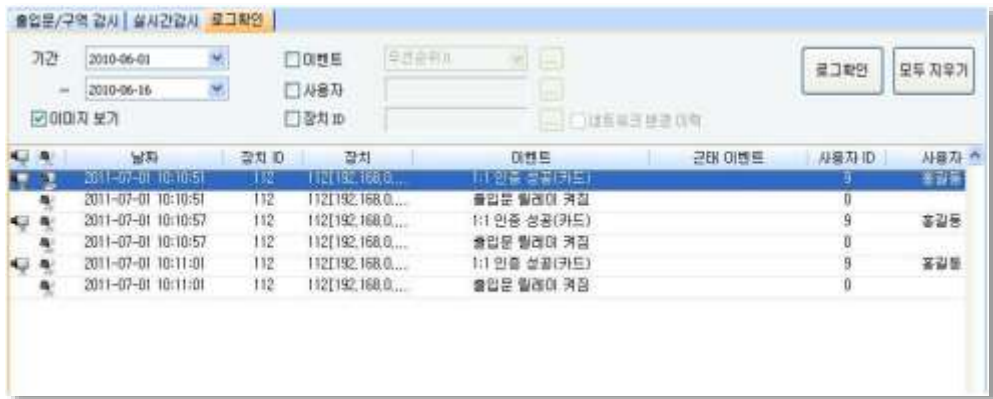 출입문/구역 감시 실시간감시 로그확인
기간 2010-06-01 이벤트 우선순위 로그확인 모두 지우기
~ 2010-06-16 사용자
이미지 보기 장치 ID 네트워크 변경 이력
날짜 장치 ID 장치 이벤트 근태 이벤트 사용자 ID 사용자
2011-07-01 10:10:51 112 112[192.168.0.... 1:1 인증 성공(카드) 9 홍길동
2011-07-01 10:10:51 112 112[192.168.0.... 출입문 릴레이 켜짐 0
2011-07-01 10:10:57 112 112[192.168.0.... 1:1 인증 성공(카드) 9 홍길동
2011-07-01 10:10:57 112 112[192.168.0.... 출입문 릴레이 켜짐 0
2011-07-01 10:11:01 112 112[192.168.0.... 1:1 인증 성공(카드) 9 홍길동
2011-07-01 10:11:01 112 112[192.168.0.... 출입문 릴레이 켜짐 0